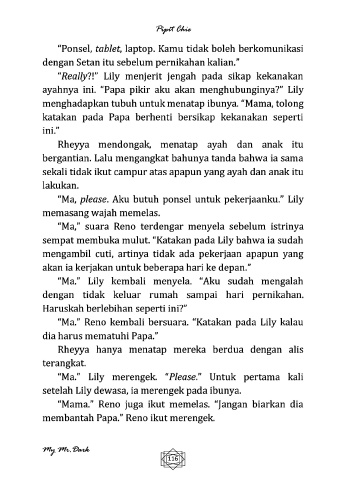 Pipit Chie
“Ponsel, tablet, laptop. Kamu tidak boleh berkomunikasi
dengan Setan itu sebelum pernikahan kalian.”
“Really?!” Lily menjerit jengah pada sikap kekanakan
ayahnya ini. “Papa pikir aku akan menghubunginya?” Lily
menghadapkan tubuh untuk menatap ibunya. “Mama, tolong
katakan pada Papa berhenti bersikap kekanakan seperti
ini.”
Rheyya mendongak, menatap ayah dan anak itu
bergantian. Lalu mengangkat bahunya tanda bahwa ia sama
sekali tidak ikut campur atas apapun yang ayah dan anak itu
lakukan.
“Ma, please. Aku butuh ponsel untuk pekerjaanku.” Lily
memasang wajah memelas.
“Ma,” suara Reno terdengar menyela sebelum istrinya
sempat membuka mulut. “Katakan pada Lily bahwa ia sudah
mengambil cuti, artinya tidak ada pekerjaan apapun yang
akan ia kerjakan untuk beberapa hari ke depan.”
“Ma.” Lily kembali menyela. “Aku sudah mengalah
dengan tidak keluar rumah sampai hari pernikahan.
Haruskah berlebihan seperti ini?”
“Ma.” Reno kembali bersuara. “Katakan pada Lily kalau
dia harus mematuhi Papa.”
Rheyya hanya menatap mereka berdua dengan alis
terangkat.
“Ma.” Lily merengek. “Please.” Untuk pertama kali
setelah Lily dewasa, ia merengek pada ibunya.
“Mama.” Reno juga ikut memelas. “Jangan biarkan dia
membantah Papa.” Reno ikut merengek.
My Mr.Dark
116